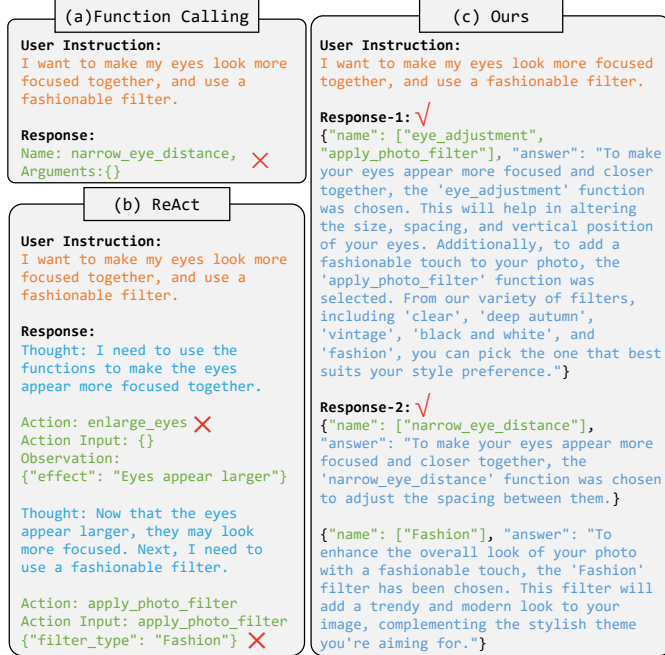 (a)Function Calling
User Instruction:
I want to make my eyes look more
focused together, and use a
fashionable filter.
Response:
Name: narrow_eye_distance,
Arguments:{}
(b) ReAct
User Instruction:
I want to make my eyes look more
focused together, and use a
fashionable filter.
Response:
Thought: I need to use the
functions to make the eyes
appear more focused together.
Action: enlarge_eyes
Action Input: {}
Observation:
{"effect": "Eyes appear larger"}
Thought: Now that the eyes
appear larger, they may look
more focused. Next, I need to
use a fashionable filter.
Action: apply_photo_filter
Action Input: apply_photo_filter
{"filter_type": "Fashion"}
(c) Ours
User Instruction:
I want to make my eyes look more focused
together, and use a fashionable filter.
Response-1:
{"name": ["eye_adjustment",
"apply_photo_filter"], "answer": "To make
your eyes appear more focused and closer
together, the 'eye_adjustment' function
was chosen. This will help in altering
the size, spacing, and vertical position
of your eyes. Additionally, to add a
fashionable touch to your photo, the
'apply_photo_filter' function was
selected. From our variety of filters,
including 'clear', 'deep autumn',
'vintage', 'black and white', and
'fashion', you can pick the one that best
suits your style preference."}
Response-2:
{"name": ["narrow_eye_distance"],
"answer": "To make your eyes appear more
focused and closer together, the
'narrow_eye_distance' function was chosen
to adjust the spacing between them.}
{"name": ["Fashion"], "answer": "To
enhance the overall look of your photo
with a fashionable touch, the 'Fashion'
filter has been chosen. This filter will
add a trendy and modern look to your
image, complementing the stylish theme
you're aiming for."}